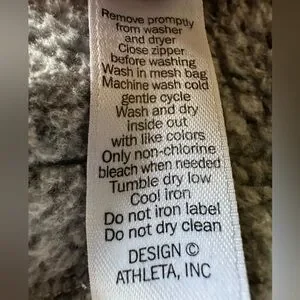 Remove promptly
from washer
and dryer
Close zipper
before washing
Wash in mesh bag
Machine wash cold
gentle cycle
Wash and dry
inside out
with like colors
Only non-chlorine
bleach when needed
Tumble dry low
Cool iron
Do not iron label
Do not dry clean
DESIGN ©
ATHLETA, INC